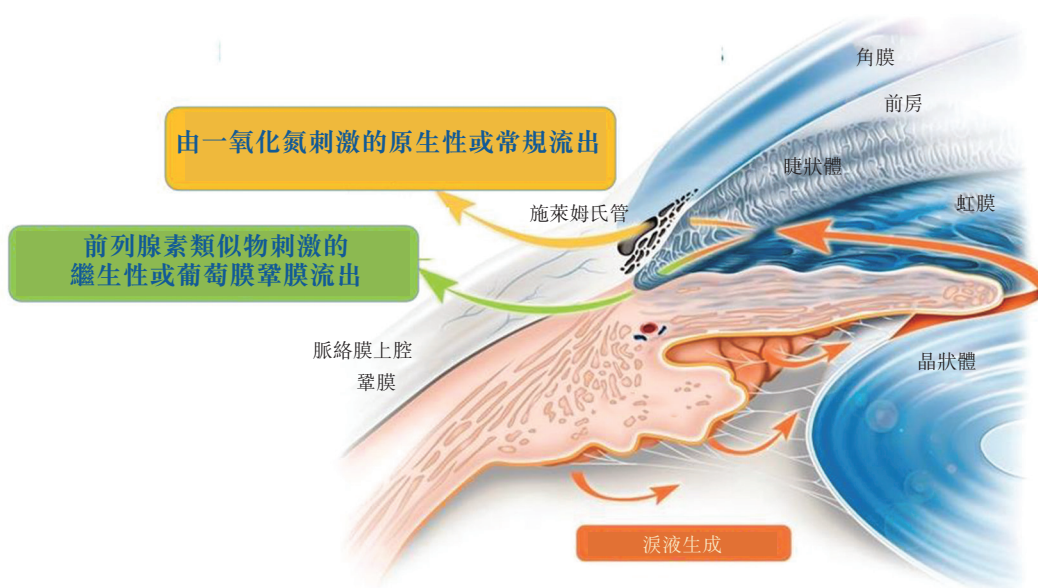 角膜
前房
由一氧化氮刺激的原生性或常規流出
睫狀體
施萊姆氏管
虹膜
前列腺素類似物刺激的
繼生性或葡萄膜鞏膜流出
脈絡膜上腔
鞏膜
晶狀體
淚液生成